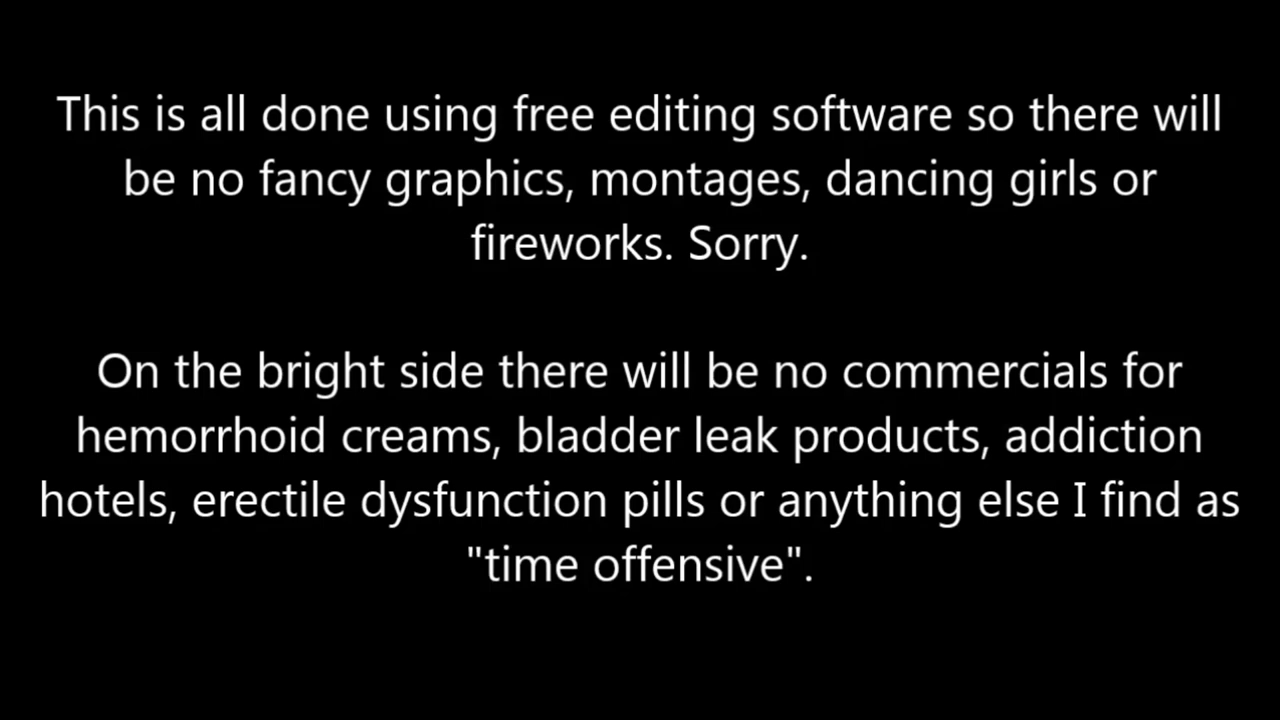 This is all done using free editing software so there will
be no fancy graphics, montages, dancing girls or
fireworks. Sorry.
On the bright side there will be no commercials for
hemorrhoid creams, bladder leak products, addiction
hotels, erectile dysfunction pills or anything else I find as
"time offensive".